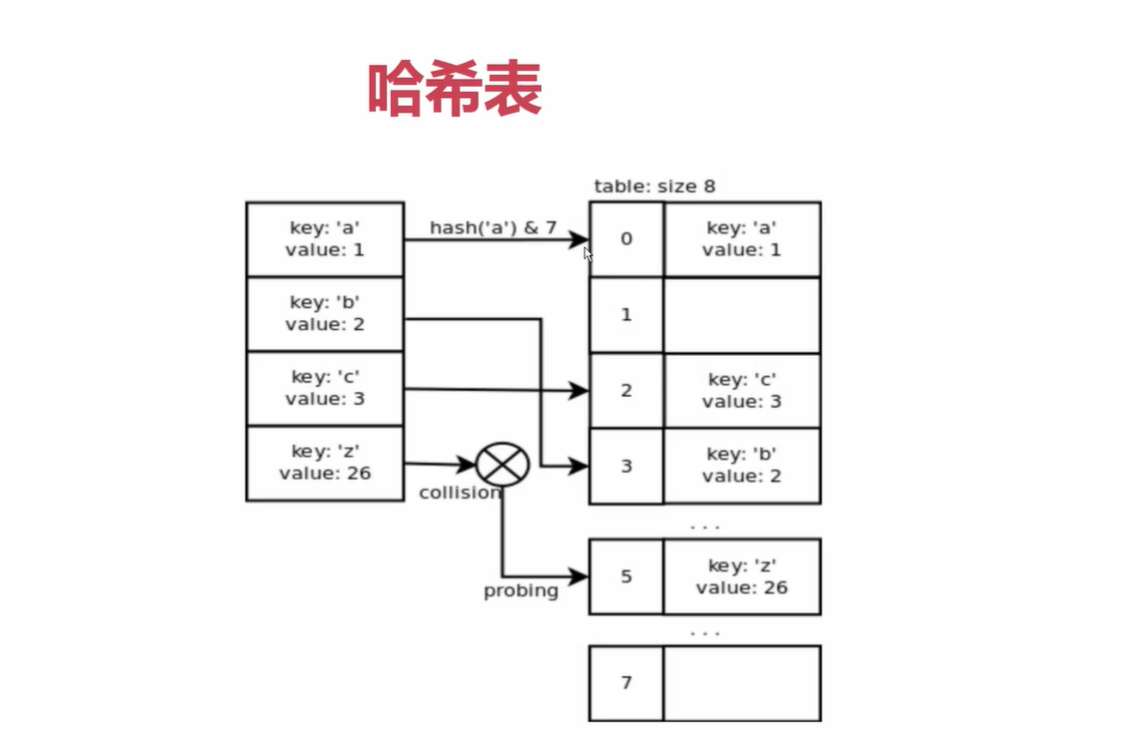 哈希表
table: size 8
key: 'a'
value: 1
hash('a') & 7
0
key: 'a'
value: 1
key: 'b'
value: 2
1
key: 'c'
value: 3
2
key: 'c'
value: 3
key: 'z'
value: 26
collision
3
key: 'b'
value: 2
...
probing
5
key: 'z'
value: 26
...
7